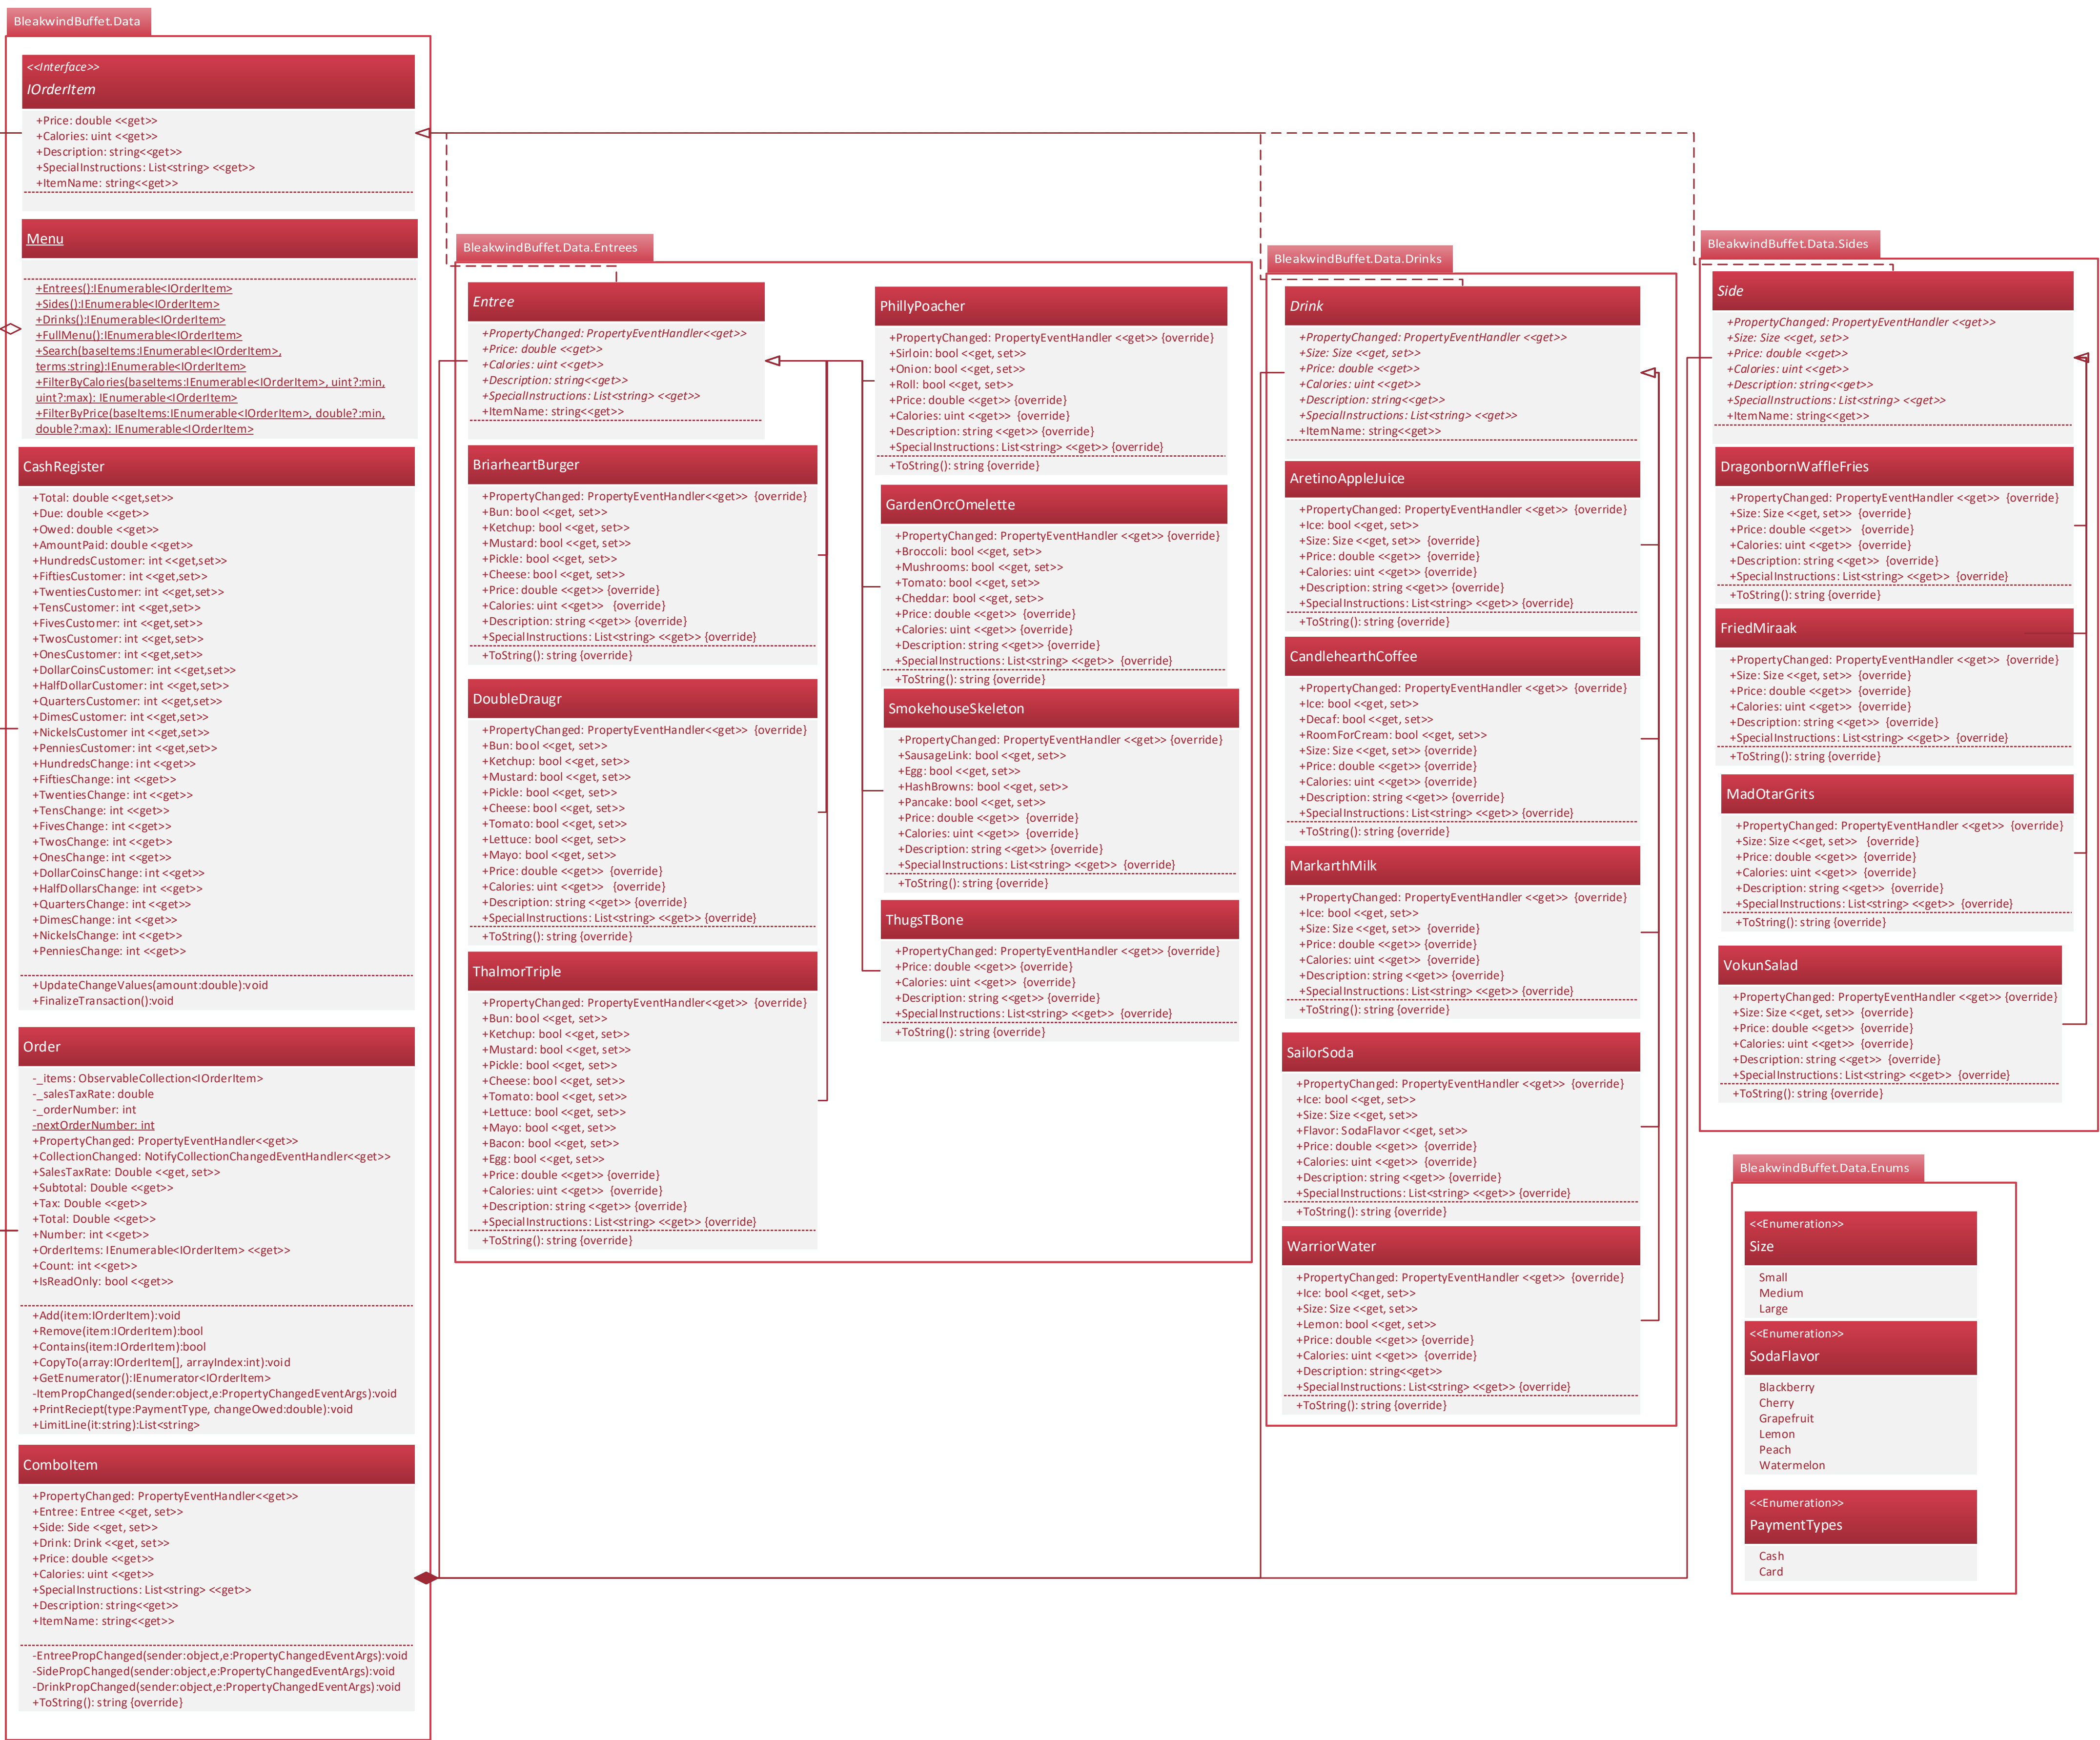 BleakwindBuffet.Data
<<Interface>>
IOrderItem
+Price: double <<get>>
+Calories: uint <<get>>
+Description: string<<get>>
+SpecialInstructions: List<string> <<get>>
+ItemName: string<<get>>
Menu
+Entrees():IEnumerable<IOrderItem>
+Sides():IEnumerable<IOrderItem>
+Drinks():IEnumerable<IOrderItem>
+FullMenu():IEnumerable<IOrderItem>
+Search(baseItems:IEnumerable<IOrderItem>,
terms:string):IEnumerable<IOrderItem>
+FilterByCalories(baseItems:IEnumerable<IOrderItem>, uint?:min,
uint?:max): IEnumerable<IOrderItem>
+FilterByPrice(baseItems:IEnumerable<IOrderItem>, double?:min,
double?:max): IEnumerable<IOrderItem>
CashRegister
+Total: double <<get,set>>
+Due: double <<get>>
+Owed: double <<get>>
+AmountPaid: double <<get>>
+HundredsCustomer: int <<get,set>>
+FiftiesCustomer: int <<get,set>>
+TwentiesCustomer: int <<get,set>>
+TensCustomer: int <<get,set>>
+FivesCustomer: int <<get,set>>
+TwosCustomer: int <<get,set>>
+OnesCustomer: int <<get,set>>
+DollarCoinsCustomer: int <<get,set>>
+HalfDollarCustomer: int <<get,set>>
+QuartersCustomer: int <<get,set>>
+DimesCustomer: int <<get,set>>
+NickelsCustomer int <<get,set>>
+PenniesCustomer: int <<get,set>>
+HundredsChange: int <<get>>
+FiftiesChange: int <<get>>
+TwentiesChange: int <<get>>
+TensChange: int <<get>>
+FivesChange: int <<get>>
+TwosChange: int <<get>>
+OnesChange: int <<get>>
+DollarCoinsChange: int <<get>>
+HalfDollarsChange: int <<get>>
+QuartersChange: int <<get>>
+DimesChange: int <<get>>
+NickelsChange: int <<get>>
+PenniesChange: int <<get>>
+UpdateChangeValues(amount:double):void
+FinalizeTransaction():void
Order
-_items: ObservableCollection<IOrderItem>
-_salesTaxRate: double
-_orderNumber: int
-nextOrderNumber: int
+PropertyChanged: PropertyEventHandler<<get>>
+CollectionChanged: NotifyCollectionChangedEventHandler<<get>>
+SalesTaxRate: Double <<get, set>>
+Subtotal: Double <<get>>
+Tax: Double <<get>>
+Total: Double <<get>>
+Number: int <<get>>
+OrderItems: IEnumerable<IOrderItem> <<get>>
+Count: int <<get>>
+IsReadOnly: bool <<get>>
+Add(item:IOrderItem):void
+Remove(item:IOrderItem):bool
+Contains(item:IOrderItem):bool
+CopyTo(array:IOrderItem[], arrayIndex:int):void
+GetEnumerator():IEnumerator<IOrderItem>
-ItemPropChanged(sender:object,e:PropertyChangedEventArgs):void
+PrintReciept(type:PaymentType, changeOwed:double):void
+LimitLine(it:string):List<string>
ComboItem
+PropertyChanged: PropertyEventHandler<<get>>
+Entree: Entree <<get, set>>
+Side: Side <<get, set>>
+Drink: Drink <<get, set>>
+Price: double <<get>>
+Calories: uint <<get>>
+SpecialInstructions: List<string> <<get>>
+Description: string<<get>>
+ItemName: string<<get>>
-EntreePropChanged(sender:object,e:PropertyChangedEventArgs):void
-SidePropChanged(sender:object,e:PropertyChangedEventArgs):void
-DrinkPropChanged(sender:object,e:PropertyChangedEventArgs):void
+ToString(): string {override}
BleakwindBuffet.Data.Entrees
Entree
+PropertyChanged: PropertyEventHandler<<get>>
+Price: double <<get>>
+Calories: uint <<get>>
+Description: string<<get>>
+SpecialInstructions: List<string> <<get>>
+ItemName: string<<get>>
BriarheartBurger
+PropertyChanged: PropertyEventHandler<<get>> {override}
+Bun: bool <<get, set>>
+Ketchup: bool <<get, set>>
+Mustard: bool <<get, set>>
+Pickle: bool <<get, set>>
+Cheese: bool <<get, set>>
+Price: double <<get>> {override}
+Calories: uint <<get>> {override}
+Description: string <<get>> {override}
+SpecialInstructions: List<string> <<get>> {override}
+ToString(): string {override}
DoubleDraugr
+PropertyChanged: PropertyEventHandler<<get>> {override}
+Bun: bool <<get, set>>
+Ketchup: bool <<get, set>>
+Mustard: bool <<get, set>>
+Pickle: bool <<get, set>>
+Cheese: bool <<get, set>>
+Tomato: bool <<get, set>>
+Lettuce: bool <<get, set>>
+Mayo: bool <<get, set>>
+Price: double <<get>> {override}
+Calories: uint <<get>> {override}
+Description: string <<get>> {override}
+SpecialInstructions: List<string> <<get>> {override}
+ToString(): string {override}
ThalmorTriple
+PropertyChanged: PropertyEventHandler<<get>> {override}
+Bun: bool <<get, set>>
+Ketchup: bool <<get, set>>
+Mustard: bool <<get, set>>
+Pickle: bool <<get, set>>
+Cheese: bool <<get, set>>
+Tomato: bool <<get, set>>
+Lettuce: bool <<get, set>>
+Mayo: bool <<get, set>>
+Bacon: bool <<get, set>>
+Egg: bool <<get, set>>
+Price: double <<get>> {override}
+Calories: uint <<get>> {override}
+Description: string <<get>> {override}
+SpecialInstructions: List<string> <<get>> {override}
+ToString(): string {override}
PhillyPoacher
+PropertyChanged: PropertyEventHandler <<get>> {override}
+Sirloin: bool <<get, set>>
+Onion: bool <<get, set>>
+Roll: bool <<get, set>>
+Price: double <<get>> {override}
+Calories: uint <<get>> {override}
+Description: string <<get>> {override}
+SpecialInstructions: List<string> <<get>> {override}
+ToString(): string {override}
GardenOrcOmelette
+PropertyChanged: PropertyEventHandler <<get>> {override}
+Broccoli: bool <<get, set>>
+Mushrooms: bool <<get, set>>
+Tomato: bool <<get, set>>
+Cheddar: bool <<get, set>>
+Price: double <<get>> {override}
+Calories: uint <<get>> {override}
+Description: string <<get>> {override}
+SpecialInstructions: List<string> <<get>> {override}
+ToString(): string {override}
SmokehouseSkeleton
+PropertyChanged: PropertyEventHandler <<get>> {override}
+SausageLink: bool <<get, set>>
+Egg: bool <<get, set>>
+HashBrowns: bool <<get, set>>
+Pancake: bool <<get, set>>
+Price: double <<get>> {override}
+Calories: uint <<get>> {override}
+Description: string <<get>> {override}
+SpecialInstructions: List<string> <<get>> {override}
+ToString(): string {override}
ThugsTBone
+PropertyChanged: PropertyEventHandler <<get>> {override}
+Price: double <<get>> {override}
+Calories: uint <<get>> {override}
+Description: string <<get>> {override}
+SpecialInstructions: List<string> <<get>> {override}
+ToString(): string {override}
BleakwindBuffet.Data.Drinks
Drink
+PropertyChanged: PropertyEventHandler <<get>>
+Size: Size <<get, set>>
+Price: double <<get>>
+Calories: uint <<get>>
+Description: string<<get>>
+SpecialInstructions: List<string> <<get>>
+ItemName: string<<get>>
AretinoAppleJuice
+PropertyChanged: PropertyEventHandler <<get>> {override}
+Ice: bool <<get, set>>
+Size: Size <<get, set>> {override}
+Price: double <<get>> {override}
+Calories: uint <<get>> {override}
+Description: string <<get>> {override}
+SpecialInstructions: List<string> <<get>> {override}
+ToString(): string {override}
CandlehearthCoffee
+PropertyChanged: PropertyEventHandler <<get>> {override}
+Ice: bool <<get, set>>
+Decaf: bool <<get, set>>
+RoomForCream: bool <<get, set>>
+Size: Size <<get, set>> {override}
+Price: double <<get>> {override}
+Calories: uint <<get>> {override}
+Description: string <<get>> {override}
+SpecialInstructions: List<string> <<get>> {override}
+ToString(): string {override}
MarkarthMilk
+PropertyChanged: PropertyEventHandler <<get>> {override}
+Ice: bool <<get, set>>
+Size: Size <<get, set>> {override}
+Price: double <<get>> {override}
+Calories: uint <<get>> {override}
+Description: string <<get>> {override}
+SpecialInstructions: List<string> <<get>> {override}
+ToString(): string {override}
SailorSoda
+PropertyChanged: PropertyEventHandler <<get>> {override}
+Ice: bool <<get, set>>
+Size: Size <<get, set>>
+Flavor: SodaFlavor <<get, set>>
+Price: double <<get>> {override}
+Calories: uint <<get>> {override}
+Description: string <<get>> {override}
+SpecialInstructions: List<string> <<get>> {override}
+ToString(): string {override}
WarriorWater
+PropertyChanged: PropertyEventHandler <<get>> {override}
+Ice: bool <<get, set>>
+Size: Size <<get, set>>
+Lemon: bool <<get, set>>
+Price: double <<get>> {override}
+Calories: uint <<get>> {override}
+Description: string<<get>>
+SpecialInstructions: List<string> <<get>> {override}
+ToString(): string {override}
BleakwindBuffet.Data.Sides
Side
+PropertyChanged: PropertyEventHandler <<get>>
+Size: Size <<get, set>>
+Price: double <<get>>
+Calories: uint <<get>>
+Description: string<<get>>
+SpecialInstructions: List<string> <<get>>
+ItemName: string<<get>>
DragonbornWaffleFries
+PropertyChanged: PropertyEventHandler <<get>> {override}
+Size: Size <<get, set>> {override}
+Price: double <<get>> {override}
+Calories: uint <<get>> {override}
+Description: string <<get>> {override}
+SpecialInstructions: List<string> <<get>> {override}
+ToString(): string {override}
FriedMiraak
+PropertyChanged: PropertyEventHandler <<get>> {override}
+Size: Size <<get, set>> {override}
+Price: double <<get>> {override}
+Calories: uint <<get>> {override}
+Description: string <<get>> {override}
+SpecialInstructions: List<string> <<get>> {override}
+ToString(): string {override}
MadOtarGrits
+PropertyChanged: PropertyEventHandler <<get>> {override}
+Size: Size <<get, set>> {override}
+Price: double <<get>> {override}
+Calories: uint <<get>> {override}
+Description: string <<get>> {override}
+SpecialInstructions: List<string> <<get>> {override}
+ToString(): string {override}
VokunSalad
+PropertyChanged: PropertyEventHandler <<get>> {override}
+Size: Size <<get, set>> {override}
+Price: double <<get>> {override}
+Calories: uint <<get>> {override}
+Description: string <<get>> {override}
+SpecialInstructions: List<string> <<get>> {override}
+ToString(): string {override}
BleakwindBuffet.Data.Enums
<<Enumeration>>
Size
Small
Medium
Large
<<Enumeration>>
SodaFlavor
Blackberry
Cherry
Grapefruit
Lemon
Peach
Watermelon
<<Enumeration>>
PaymentTypes
Cash
Card